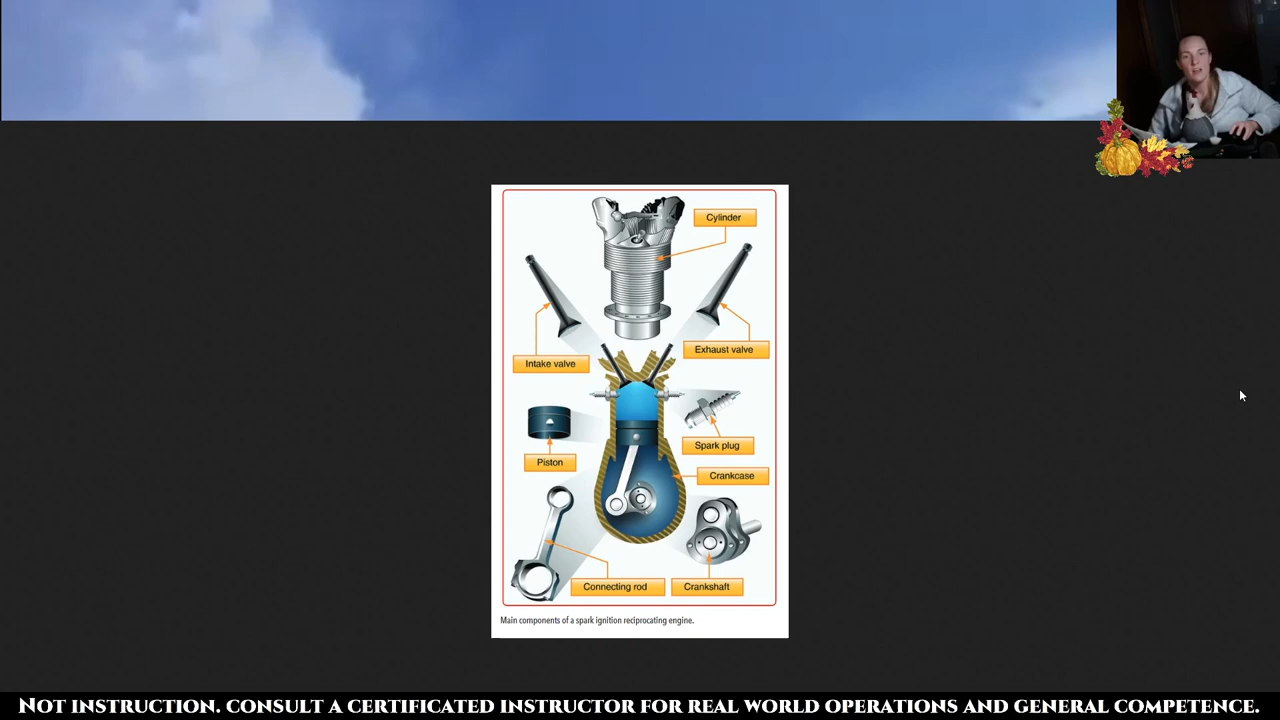 Cylinder
Exhaust valve
Intake valve
Spark plug
Piston
Crankcase
Connecting rod
Crankshaft
Main components of a spark ignition reciprocating engine.
Not instruction. Consult a certificated instructor for real world operations and general competence.